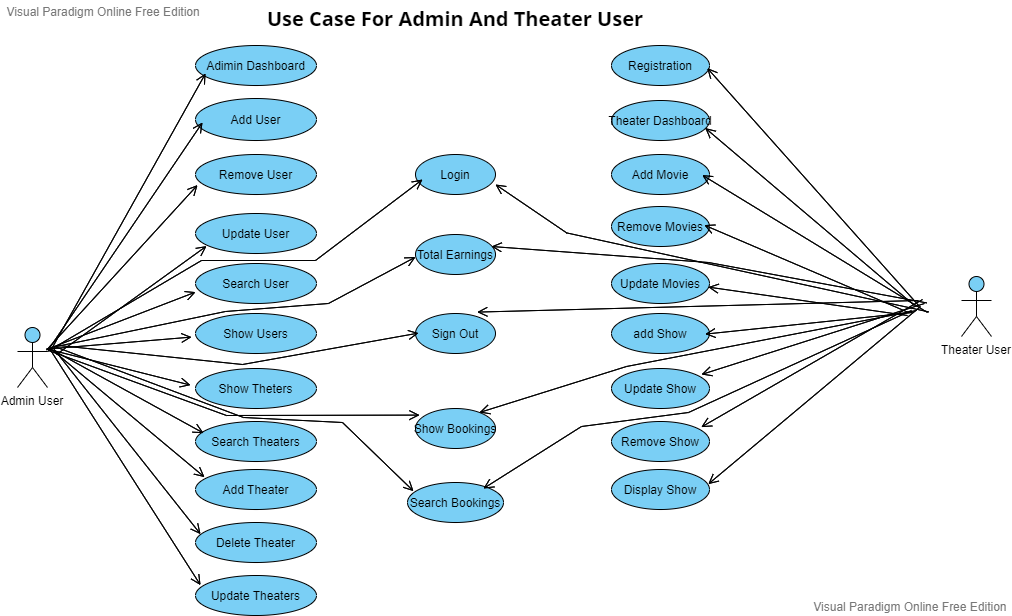 Visual Paradigm Online Free Edition
Use Case For Admin And Theater User
Adimin Dashboard
Add User
Remove User
Update User
Search User
Show Users
Show Theters
Search Theaters
Add Theater
Delete Theater
Update Theaters
Login
Total Earnings
Sign Out
Show Bookings
Search Bookings
Registration
Theater Dashboard
Add Movie
Remove Movies
Update Movies
add Show
Update Show
Remove Show
Display Show
Admin User
Theater User
Visual Paradigm Online Free Edition